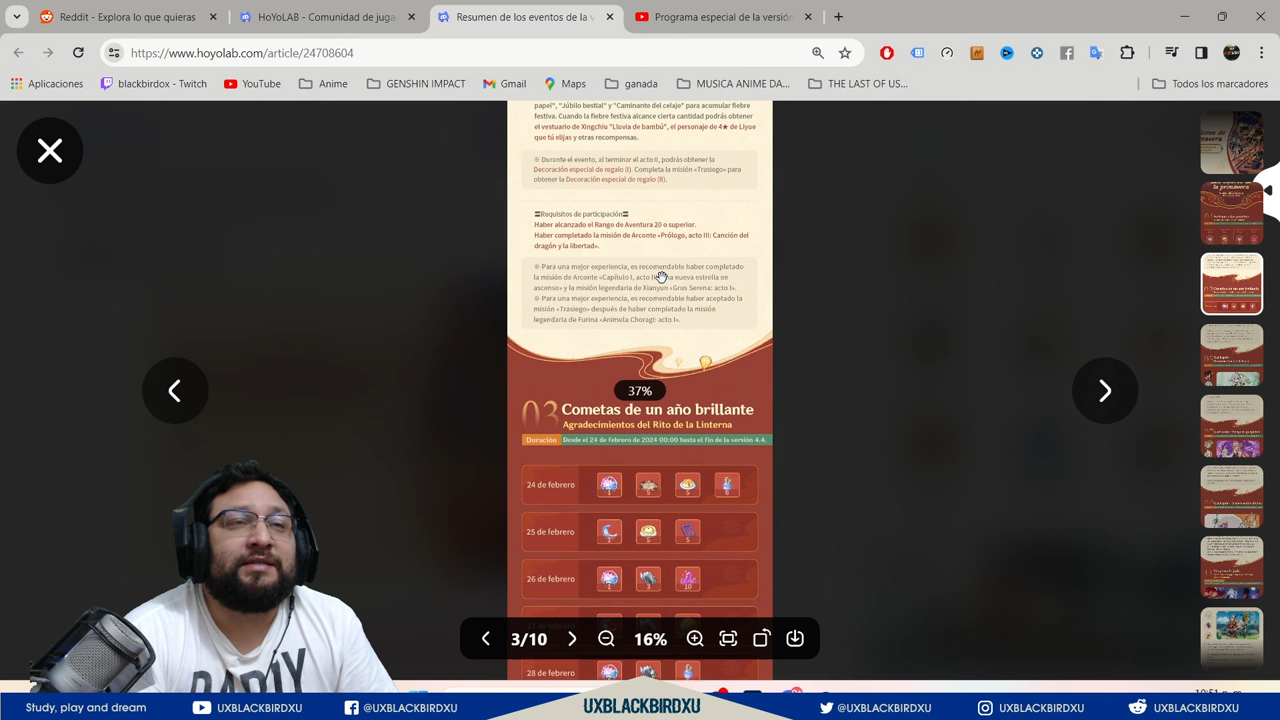 Reddit - Explora lo que quieras
HoYoLAB - Comunidad de juga
Resumen de los eventos de la v
Programa especial de la versión
https://www.hoyolab.com/article/24708604
Aplicaciones
blackbirdox - Twitch
YouTube
Anime
GENSHIN IMPACT
Gmail
Maps
ganada
MUSICA ANIME DA...
THE LAST OF US...
Todos los marcadores
papel", "Júbilo bestial" y "Caminante del celaje" para acumular fiebre
festiva. Cuando la fiebre festiva alcance cierta cantidad podrás obtener
el vestuario de Xingchiu "Lluvia de bambú", el personaje de 4★ de Liyue
que tú elijas y otras recompensas.
※ Durante el evento, al terminar el acto II, podrás obtener la
Decoración especial de regalo (I). Completa la misión «Trasiego» para
obtener la Decoración especial de regalo (II).
〓Requisitos de participación〓
Haber alcanzado el Rango de Aventura 20 o superior.
Haber completado la misión de Arconte «Prólogo, acto III: Canción del
dragón y la libertad».
※ Para una mejor experiencia, es recomendable haber completado
la misión de Arconte «Capítulo I, acto nueva estrella en
ascenso» y la misión legendaria de Xianyun «Grus Serena: acto I».
※ Para una mejor experiencia, es recomendable haber aceptado la
misión «Trasiego» después de haber completado la misión
legendaria de Furina «Animula Choragi: acto I».
37%
03 Cometas de un año brillante
Agradecimientos del Rito de la Linterna
Duración Desde el 24 de febrero de 2024 00:00 hasta el fin de la versión 4.4.
24 de febrero
25 de febrero
26 de febrero
28 de febrero
3/10
16%
Study, play and dream
UXBLACKBIRDXU
@UXBLACKBIRDXU
UXBLACKBIRDXU
@UXBLACKBIRDXU
UXBLACKBIRDXU
UXBLACKBIRDXU